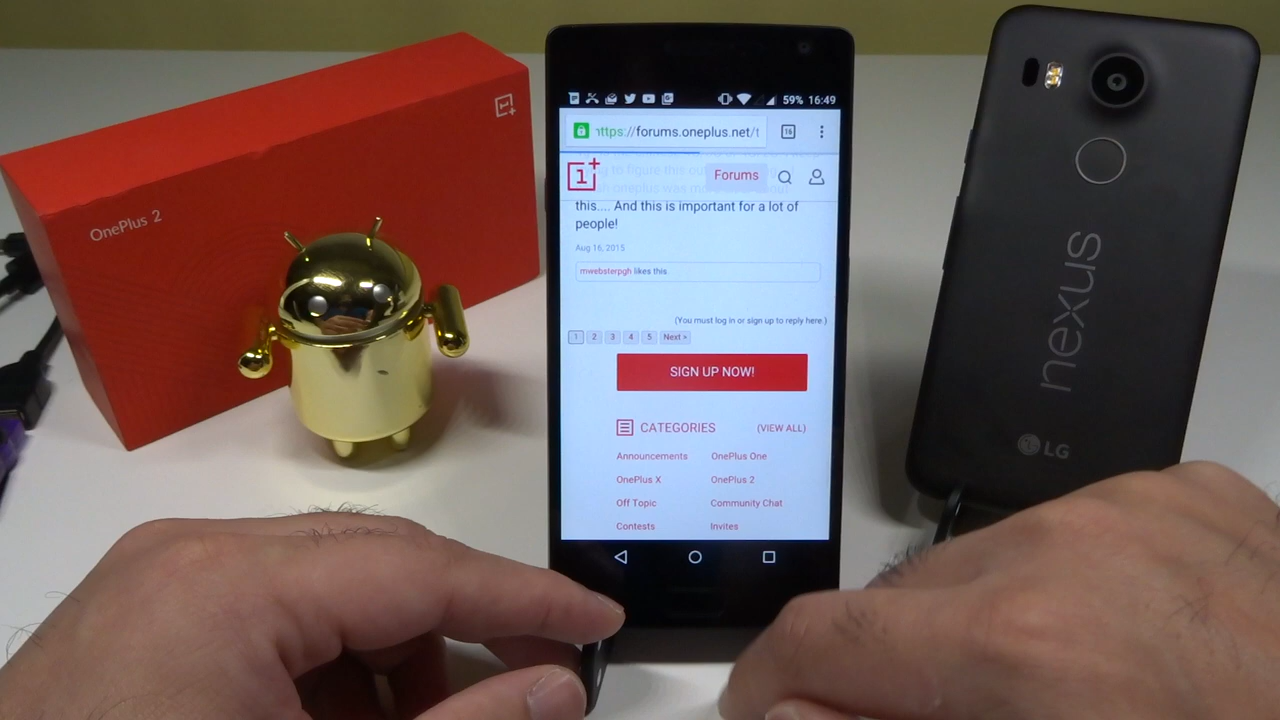 OnePlus 2
59% 16:49
https://forums.oneplus.net/t
16
Forums
this.... And this is important for a lot of
people!
Aug 16, 2015
mwebsterpgh likes this.
(You must log in or sign up to reply here.)
1 2 3 4 5 Next >
SIGN UP NOW!
CATEGORIES (VIEW ALL)
Announcements OnePlus One
OnePlus X OnePlus 2
Off Topic Community Chat
Contests Invites
nexus
LG